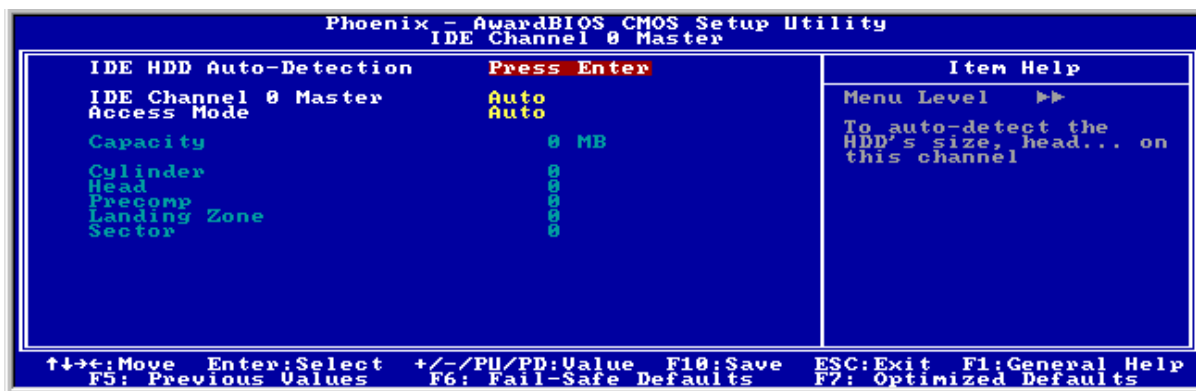 Phoenix - AwardBIOS CMOS Setup Utility
IDE Channel 0 Master
IDE HDD Auto-Detection Press Enter
IDE Channel 0 Master Auto
Access Mode Auto
Capacity 0 MB
Cylinder 0
Head 0
Precomp 0
Landing Zone 0
Sector 0
Item Help
Menu Level ▶▶
To auto-detect the
HDD's size, head... on
this channel
↑↓→←:Move Enter:Select +/-/PU/PD:Value F10:Save ESC:Exit F1:General Help
F5: Previous Values F6: Fail-Safe Defaults F7: Optimized Defaults